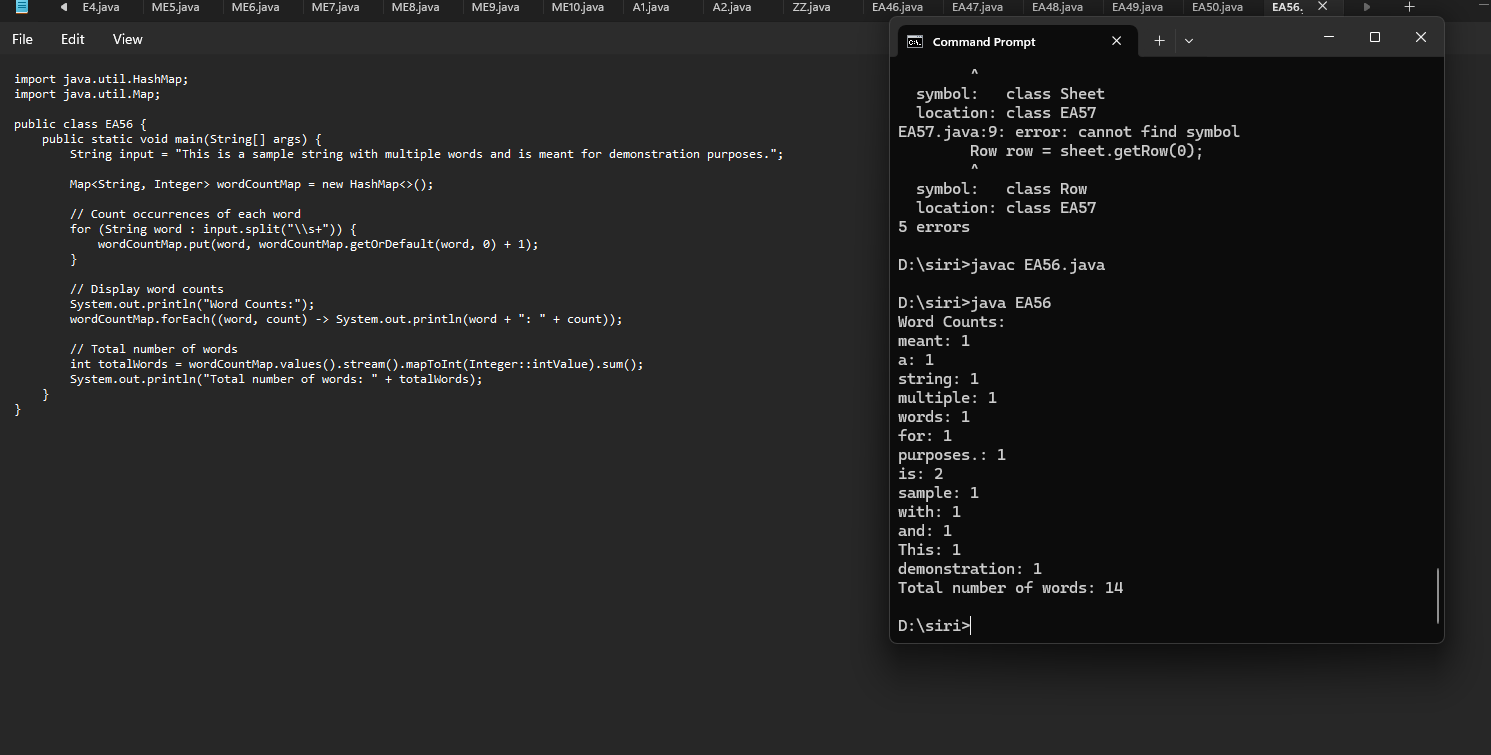 E4.java ME5.java ME6.java ME7.java ME8.java ME9.java ME10.java A1.java A2.java ZZ.java EA46.java EA47.java EA48.java EA49.java EA50.java EA56.
File Edit View
import java.util.HashMap;
import java.util.Map;
public class EA56 {
    public static void main(String[] args) {
        String input = "This is a sample string with multiple words and is meant for demonstration purposes.";
        Map<String, Integer> wordCountMap = new HashMap<>();
        // Count occurrences of each word
        for (String word : input.split("\\s+")) {
            wordCountMap.put(word, wordCountMap.getOrDefault(word, 0) + 1);
        }
        // Display word counts
        System.out.println("Word Counts:");
        wordCountMap.forEach((word, count) -> System.out.println(word + ": " + count));
        // Total number of words
        int totalWords = wordCountMap.values().stream().mapToInt(Integer::intValue).sum();
        System.out.println("Total number of words: " + totalWords);
    }
}
Command Prompt
        ^
  symbol:   class Sheet
  location: class EA57
EA57.java:9: error: cannot find symbol
        Row row = sheet.getRow(0);
        ^
  symbol:   class Row
  location: class EA57
5 errors
D:\siri>javac EA56.java
D:\siri>java EA56
Word Counts:
meant: 1
a: 1
string: 1
multiple: 1
words: 1
for: 1
purposes.: 1
is: 2
sample: 1
with: 1
and: 1
This: 1
demonstration: 1
Total number of words: 14
D:\siri>